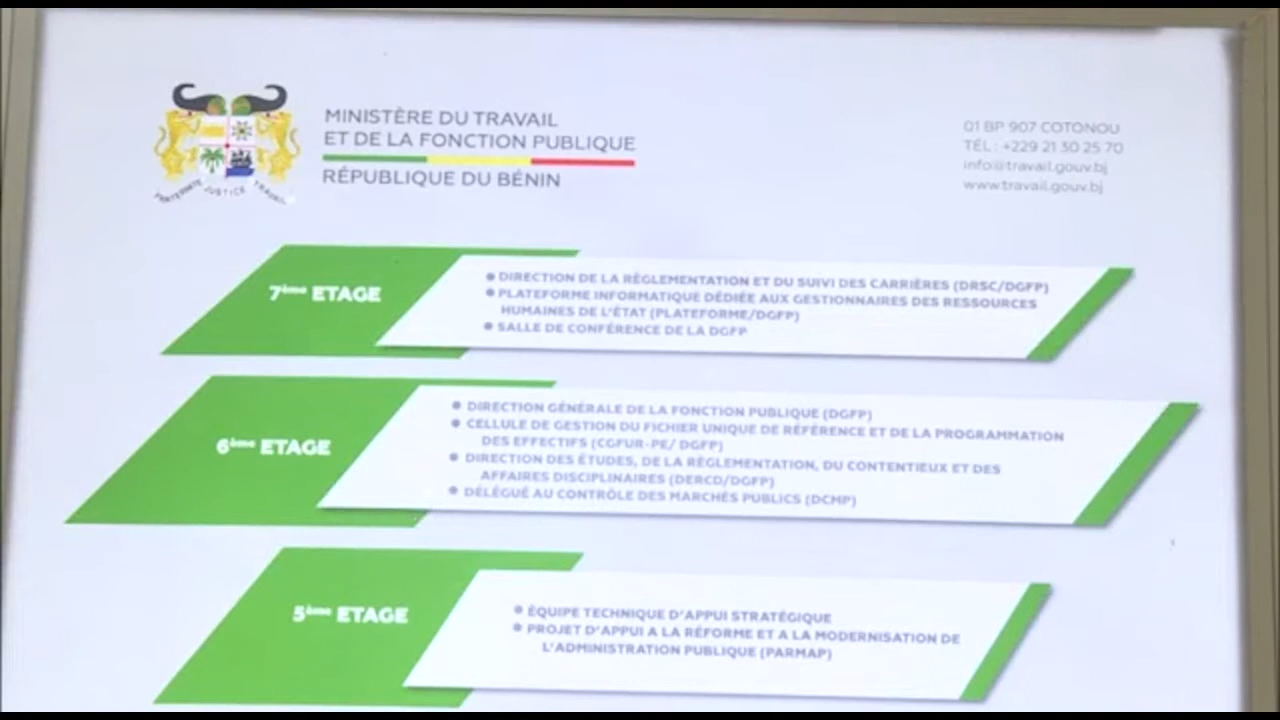 MINISTÈRE DU TRAVAIL
ET DE LA FONCTION PUBLIQUE
RÉPUBLIQUE DU BÉNIN
FRATERNITÉ JUSTICE TRAVAIL
01 BP 907 COTONOU
TÉL : +229 21 30 25 70
info@travail.gouv.bj
www.travail.gouv.bj
7ème ETAGE
● DIRECTION DE LA RÈGLEMENTATION ET DU SUIVI DES CARRIÈRES (DRSC/DGFP)
● PLATEFORME INFORMATIQUE DÉDIÉE AUX GESTIONNAIRES DES RESSOURCES
HUMAINES DE L'ÉTAT (PLATEFORME/DGFP)
● SALLE DE CONFÉRENCE DE LA DGFP
6ème ETAGE
● DIRECTION GÉNÉRALE DE LA FONCTION PUBLIQUE (DGFP)
● CELLULE DE GESTION DU FICHIER UNIQUE DE RÉFÉRENCE ET DE LA PROGRAMMATION
DES EFFECTIFS (CGFUR-PE/ DGFP)
● DIRECTION DES ÉTUDES, DE LA RÈGLEMENTATION, DU CONTENTIEUX ET DES
AFFAIRES DISCIPLINAIRES (DERCD/DGFP)
● DÉLÉGUÉ AU CONTRÔLE DES MARCHÉS PUBLICS (DCMP)
5ème ETAGE
● ÉQUIPE TECHNIQUE D'APPUI STRATÉGIQUE
● PROJET D'APPUI A LA RÉFORME ET A LA MODERNISATION DE
L'ADMINISTRATION PUBLIQUE (PARMAP)